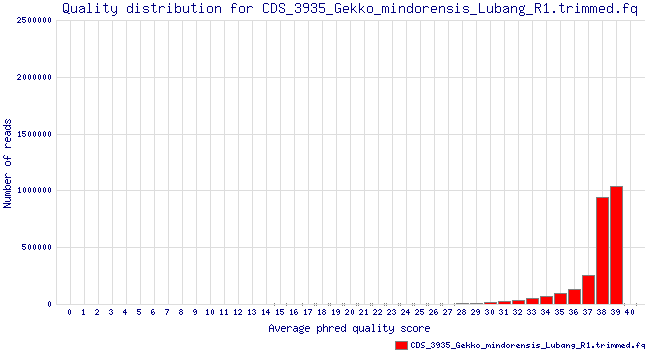 Quality distribution for CDS_3935_Gekko_mindorensis_Lubang_R1.trimmed.fq
2500000
2000000
1500000
1000000
500000
0
Number of reads
0 1 2 3 4 5 6 7 8 9 10 11 12 13 14 15 16 17 18 19 20 21 22 23 24 25 26 27 28 29 30 31 32 33 34 35 36 37 38 39 40
Average phred quality score
CDS_3935_Gekko_mindorensis_Lubang_R1.trimmed.fq